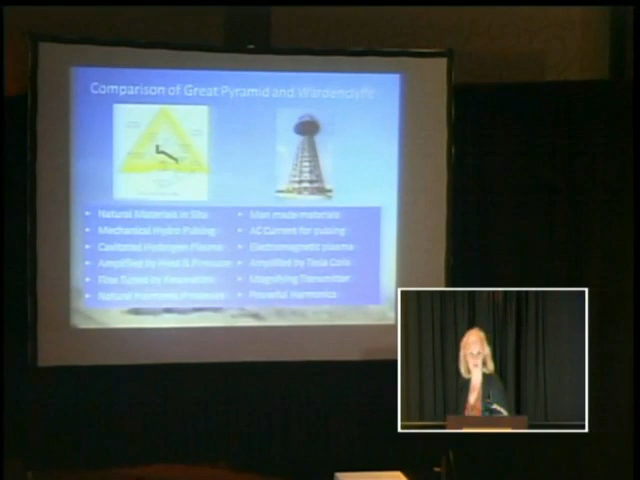 Comparison of Great Pyramid and Wardenclyffe
• Natural Materials in Situ
• Mechanical Hydro Pulsing
• Cavitated Hydrogen Plasma
• Amplified by Heat & Pressure
• Fine Tuned by
• Natural Harmonic
• Man made materials
• AC Current for pulsing
• Electromagnetic plasma
• Amplified by Tesla Coils
• Magnifying Transmitter
• Powerful Harmonics